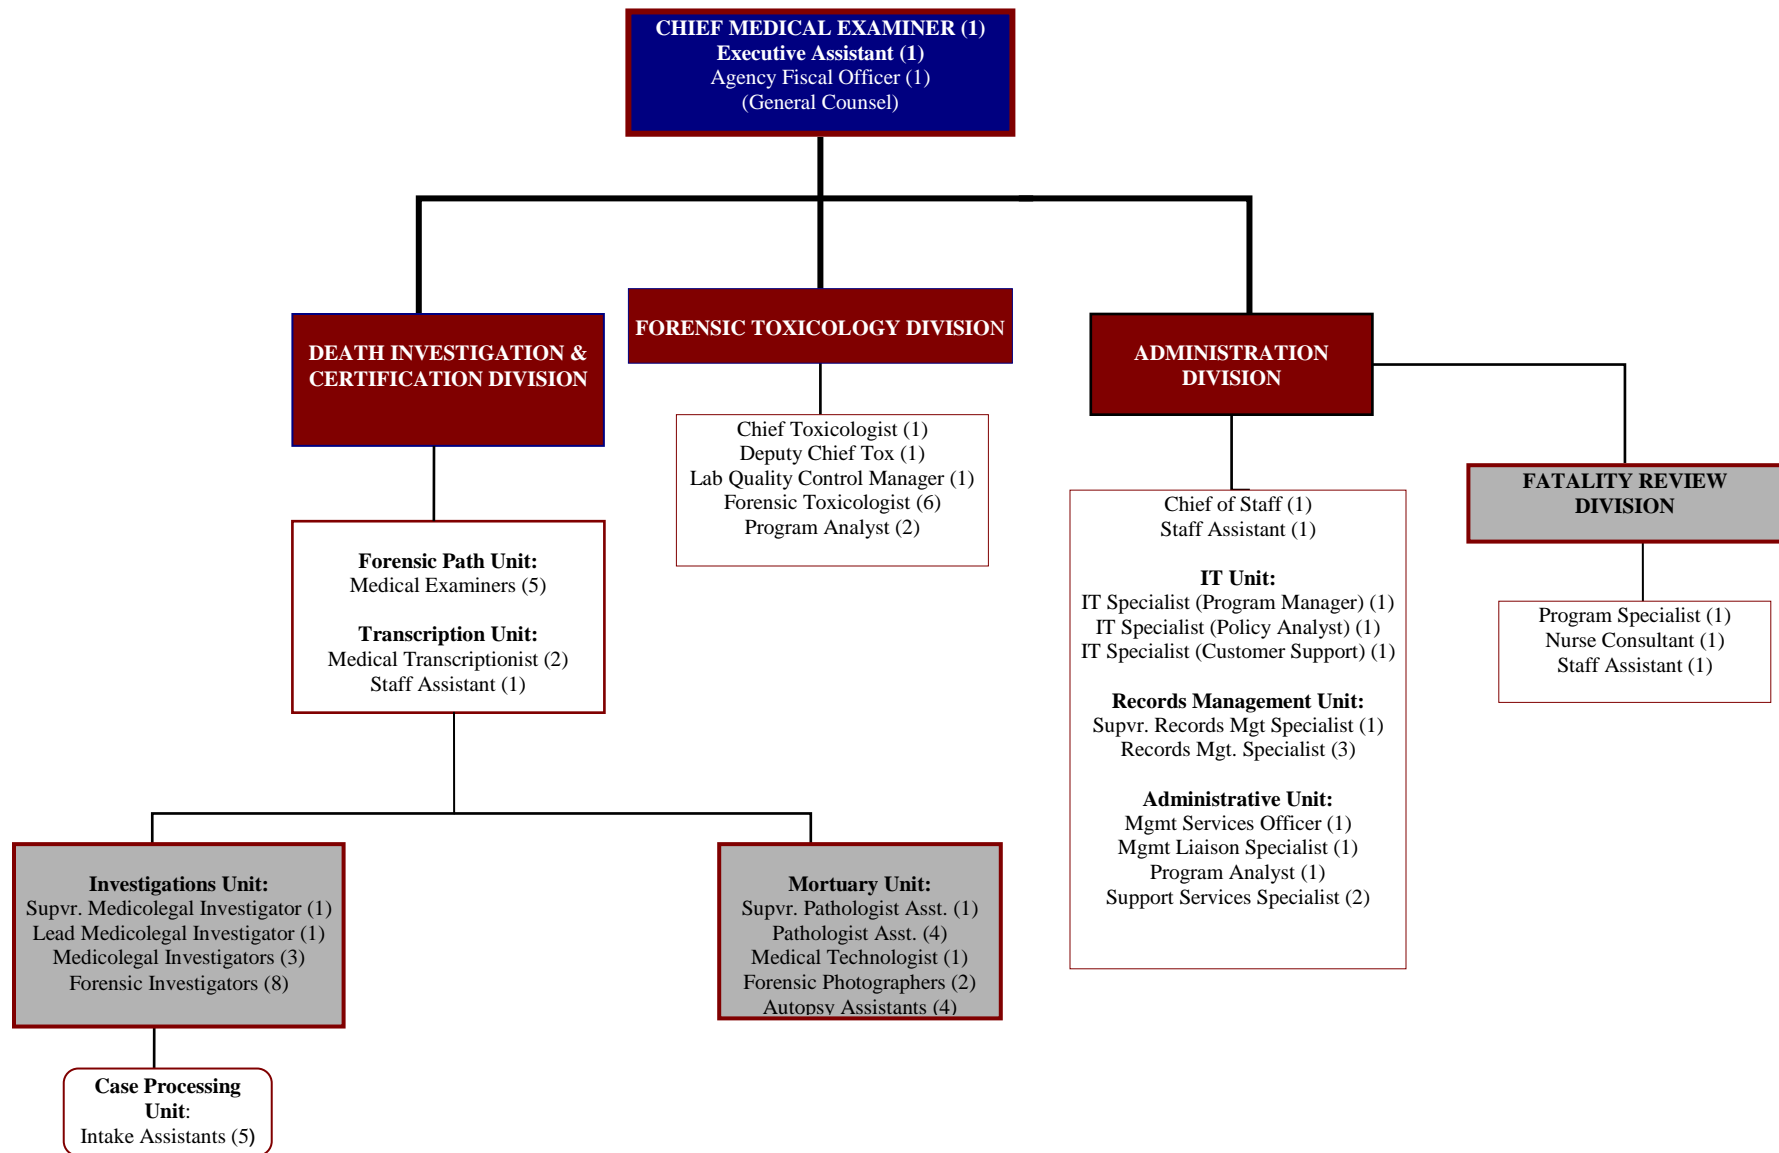 CHIEF MEDICAL EXAMINER (1)
Executive Assistant (1)
Agency Fiscal Officer (1)
(General Counsel)
DEATH INVESTIGATION &
CERTIFICATION DIVISION
FORENSIC TOXICOLOGY DIVISION
ADMINISTRATION
DIVISION
FATALITY REVIEW
DIVISION
Forensic Path Unit:
Medical Examiners (5)
Transcription Unit:
Medical Transcriptionist (2)
Staff Assistant (1)
Chief Toxicologist (1)
Deputy Chief Tox (1)
Lab Quality Control Manager (1)
Forensic Toxicologist (6)
Program Analyst (2)
Chief of Staff (1)
Staff Assistant (1)
IT Unit:
IT Specialist (Program Manager) (1)
IT Specialist (Policy Analyst) (1)
IT Specialist (Customer Support) (1)
Records Management Unit:
Supvr. Records Mgt Specialist (1)
Records Mgt. Specialist (3)
Administrative Unit:
Mgmt Services Officer (1)
Mgmt Liaison Specialist (1)
Program Analyst (1)
Support Services Specialist (2)
Program Specialist (1)
Nurse Consultant (1)
Staff Assistant (1)
Investigations Unit:
Supvr. Medicolegal Investigator (1)
Lead Medicolegal Investigator (1)
Medicolegal Investigators (3)
Forensic Investigators (8)
Mortuary Unit:
Supvr. Pathologist Asst. (1)
Pathologist Asst. (4)
Medical Technologist (1)
Forensic Photographers (2)
Autopsy Assistants (4)
Case Processing
Unit:
Intake Assistants (5)